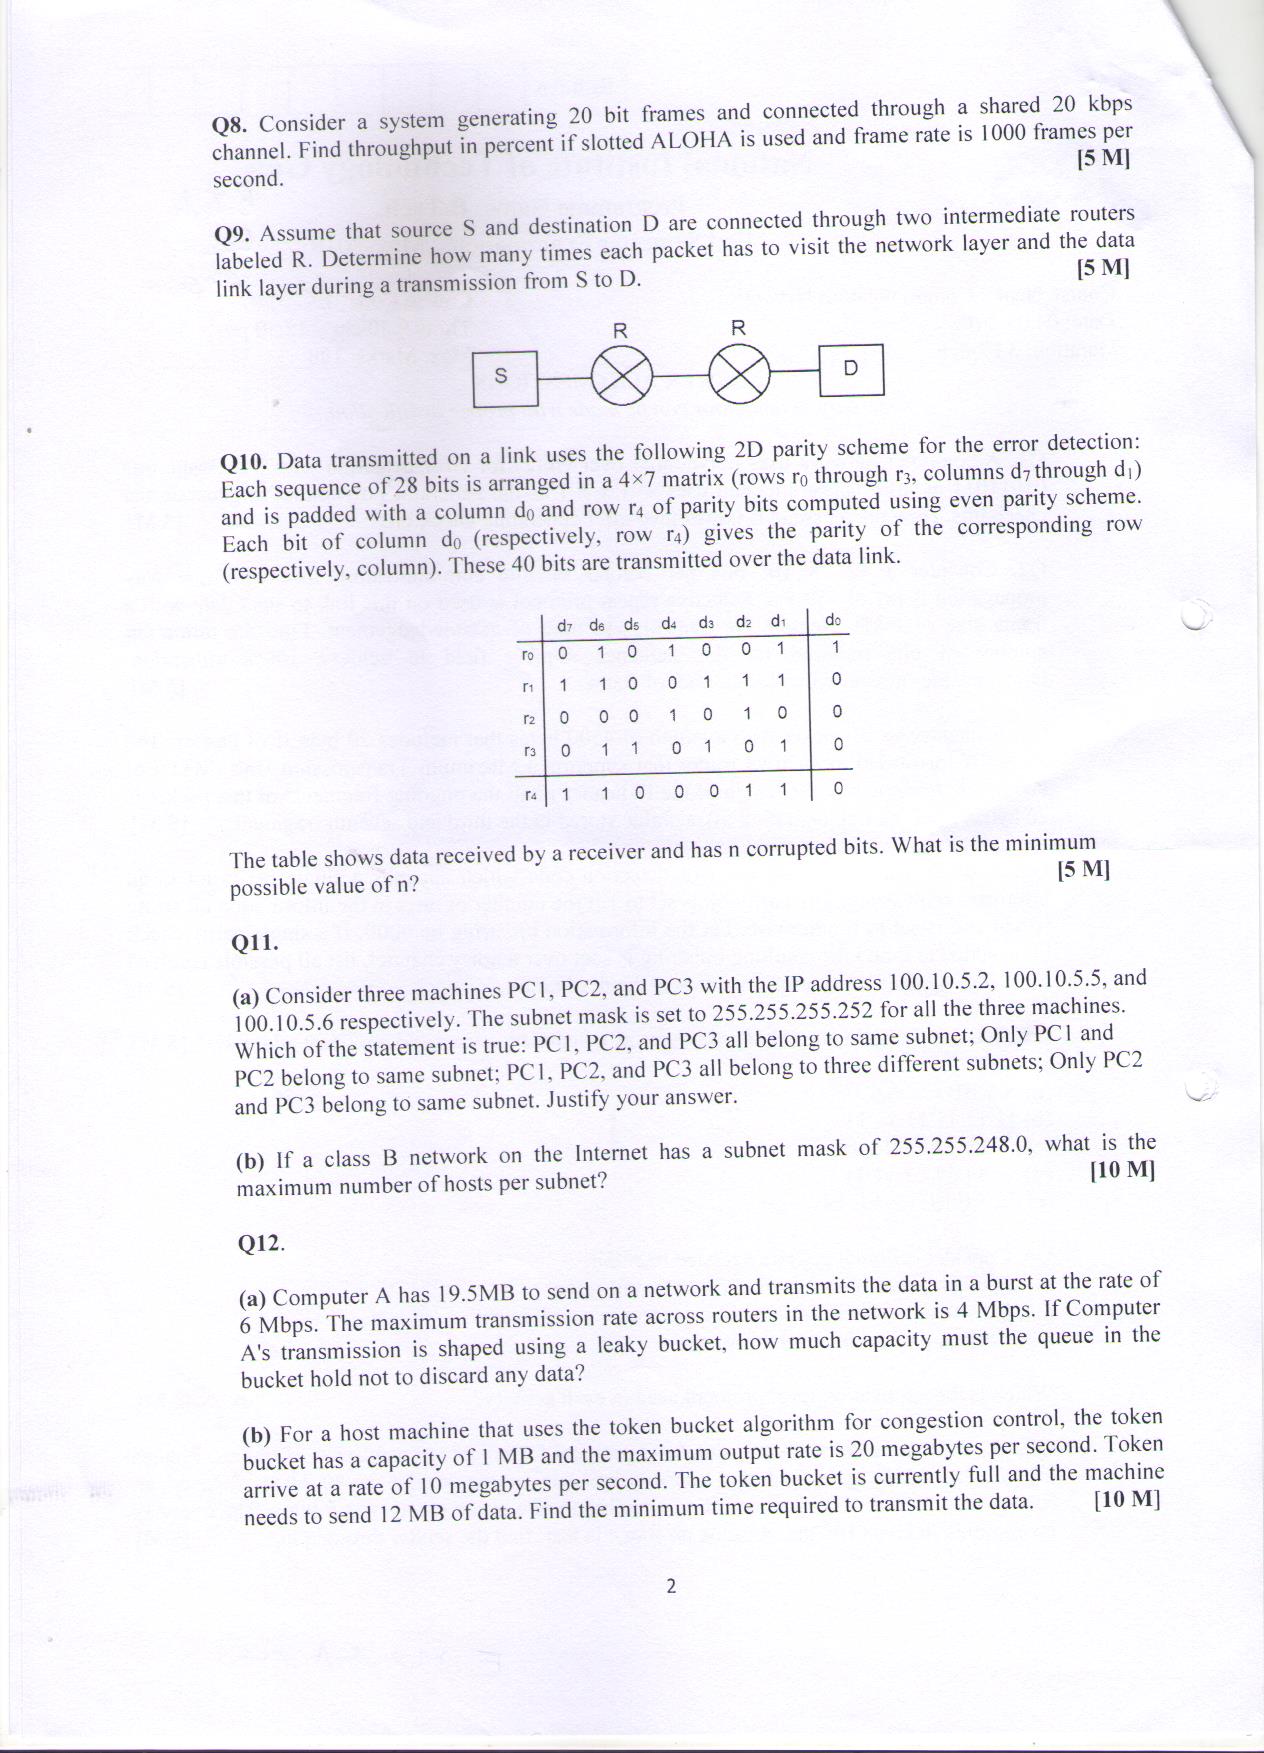 Q8. Consider a system generating 20 bit frames and connected through a shared 20 kbps
channel. Find throughput in percent if slotted ALOHA is used and frame rate is 1000 frames per
second. [5 M]
Q9. Assume that source S and destination D are connected through two intermediate routers
labeled R. Determine how many times each packet has to visit the network layer and the data
link layer during a transmission from S to D. [5 M]
R R
S D
Q10. Data transmitted on a link uses the following 2D parity scheme for the error detection:
Each sequence of 28 bits is arranged in a 4×7 matrix (rows r₀ through r₃, columns d₇ through d₁)
and is padded with a column d₀ and row r₄ of parity bits computed using even parity scheme.
Each bit of column d₀ (respectively, row r₄) gives the parity of the corresponding row
(respectively, column). These 40 bits are transmitted over the data link.
d₇ d₆ d₅ d₄ d₃ d₂ d₁ d₀
r₀ 0 1 0 1 0 0 1 1
r₁ 1 1 0 0 1 1 1 0
r₂ 0 0 0 1 0 1 0 0
r₃ 0 1 1 0 1 0 1 0
r₄ 1 1 0 0 0 1 1 0
The table shows data received by a receiver and has n corrupted bits. What is the minimum
possible value of n? [5 M]
Q11.
(a) Consider three machines PC1, PC2, and PC3 with the IP address 100.10.5.2, 100.10.5.5, and
100.10.5.6 respectively. The subnet mask is set to 255.255.255.252 for all the three machines.
Which of the statement is true: PC1, PC2, and PC3 all belong to same subnet; Only PC1 and
PC2 belong to same subnet; PC1, PC2, and PC3 all belong to three different subnets; Only PC2
and PC3 belong to same subnet. Justify your answer.
(b) If a class B network on the Internet has a subnet mask of 255.255.248.0, what is the
maximum number of hosts per subnet? [10 M]
Q12.
(a) Computer A has 19.5MB to send on a network and transmits the data in a burst at the rate of
6 Mbps. The maximum transmission rate across routers in the network is 4 Mbps. If Computer
A's transmission is shaped using a leaky bucket, how much capacity must the queue in the
bucket hold not to discard any data?
(b) For a host machine that uses the token bucket algorithm for congestion control, the token
bucket has a capacity of 1 MB and the maximum output rate is 20 megabytes per second. Token
arrive at a rate of 10 megabytes per second. The token bucket is currently full and the machine
needs to send 12 MB of data. Find the minimum time required to transmit the data. [10 M]
2